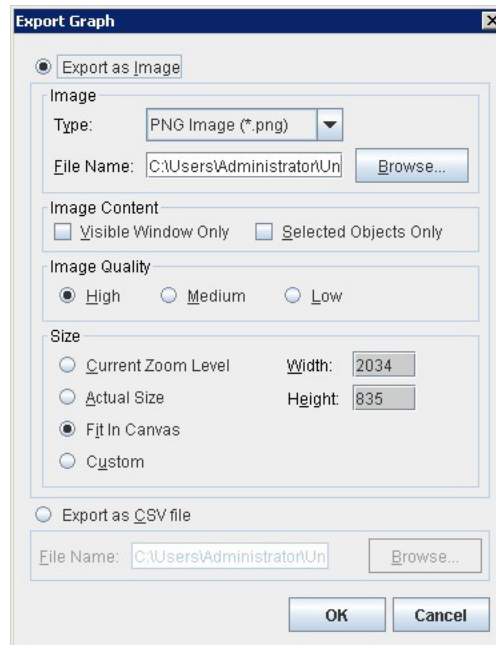 Export Graph
Export as Image
Image
Type: PNG Image (*.png)
File Name: C:\Users\Administrator\Un Browse...
Image Content
Visible Window Only Selected Objects Only
Image Quality
High Medium Low
Size
Current Zoom Level Width: 2034
Actual Size Height: 835
Fit In Canvas
Custom
Export as CSV file
File Name: C:\Users\Administrator\Un Browse...
OK Cancel